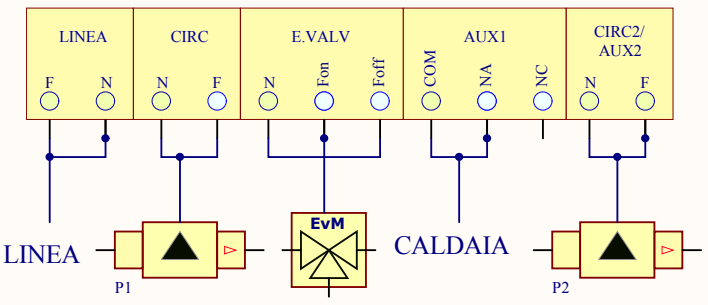 LINEA
CIRC
E.VALV
AUX1
CIRC2/
AUX2
F
N
N
F
N
Fon
Foff
COM
NA
NC
N
F
EvM
LINEA
CALDAIA
P1
P2